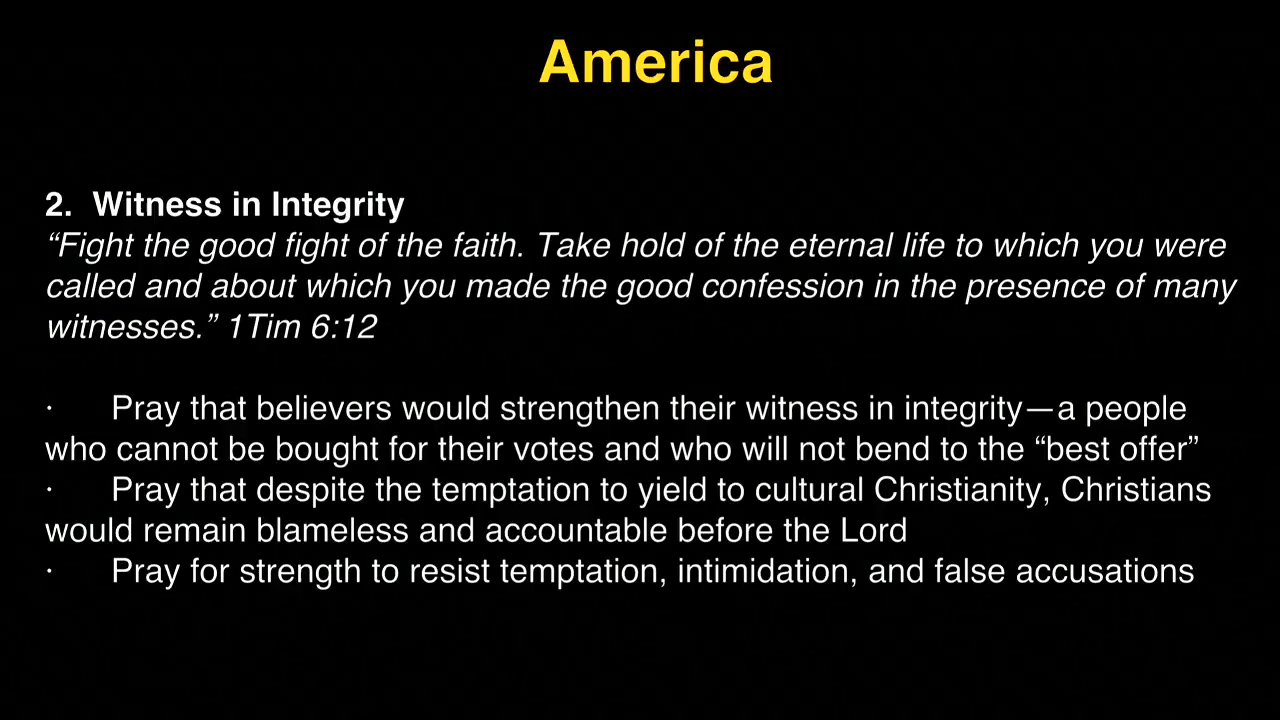 America
2. Witness in Integrity
“Fight the good fight of the faith. Take hold of the eternal life to which you were
called and about which you made the good confession in the presence of many
witnesses.” 1Tim 6:12
· Pray that believers would strengthen their witness in integrity—a people
who cannot be bought for their votes and who will not bend to the “best offer”
· Pray that despite the temptation to yield to cultural Christianity, Christians
would remain blameless and accountable before the Lord
· Pray for strength to resist temptation, intimidation, and false accusations